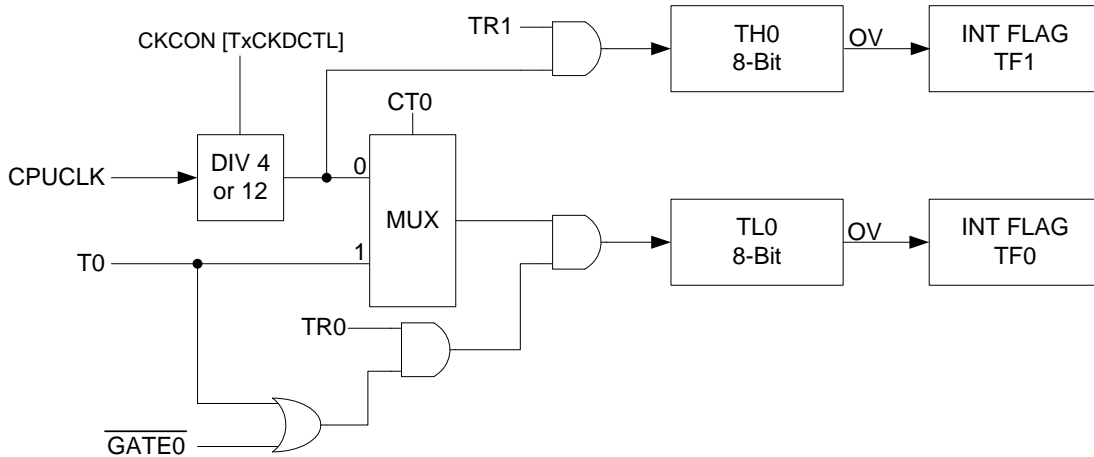 TR1
TH0
8-Bit
OV
INT FLAG
TF1
CKCON [TxCKDCTL]
CT0
CPUCLK
DIV 4
or 12
0
MUX
1
T0
TL0
8-Bit
OV
INT FLAG
TF0
TR0
GATE0